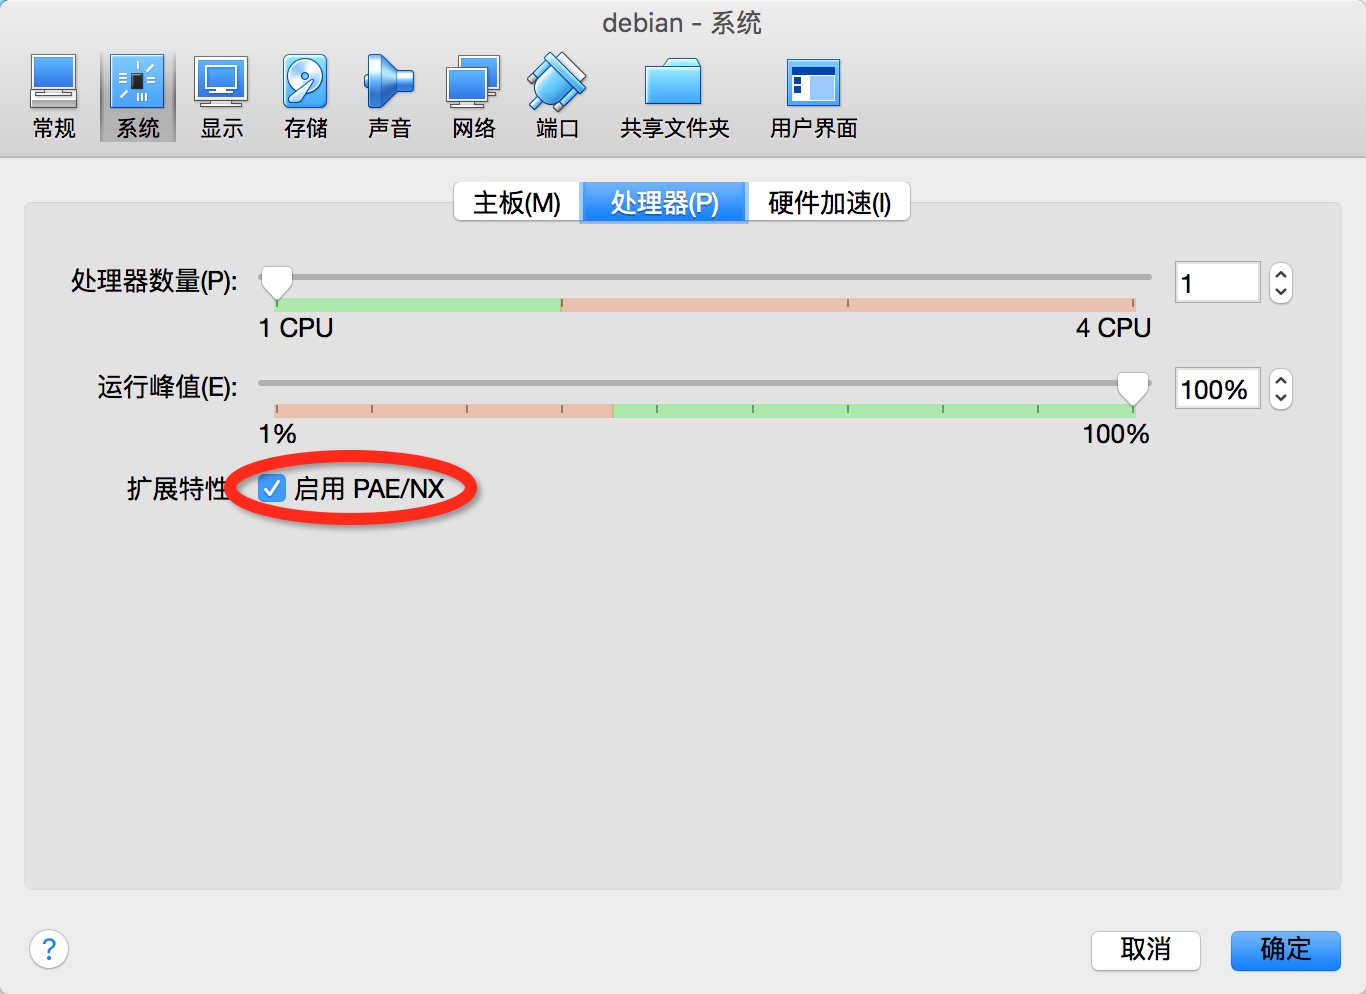 debian - 系统
常规 系统 显示 存储 声音 网络 端口 共享文件夹 用户界面
主板(M) 处理器(P) 硬件加速(I)
处理器数量(P): 1
1 CPU 4 CPU
运行峰值(E): 100%
1% 100%
扩展特性 启用 PAE/NX
? 取消 确定